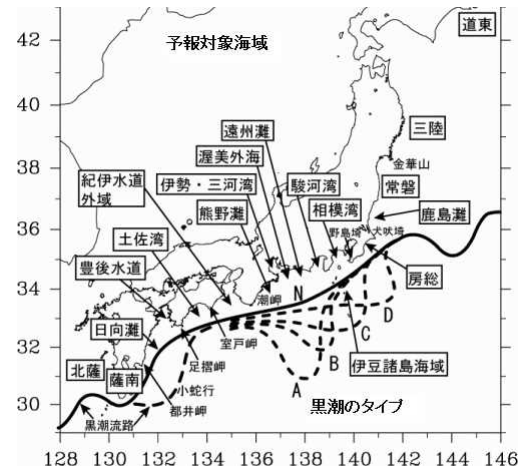 予報対象海域
道東
三陸
金華山
常磐
鹿島灘
犬吠埼
野島埼
房総
遠州灘
渥美外海
伊勢・三河湾
駿河湾
紀伊水道
外域
熊野灘
相模湾
土佐湾
豊後水道
潮岬
N
日向灘
室戸岬
足摺岬
伊豆諸島海域
北薩
薩南
小蛇行
都井岬
黒潮流路
A
B
C
D
黒潮のタイプ
42
40
38
36
34
32
30
128 130 132 134 136 138 140 142 144 146